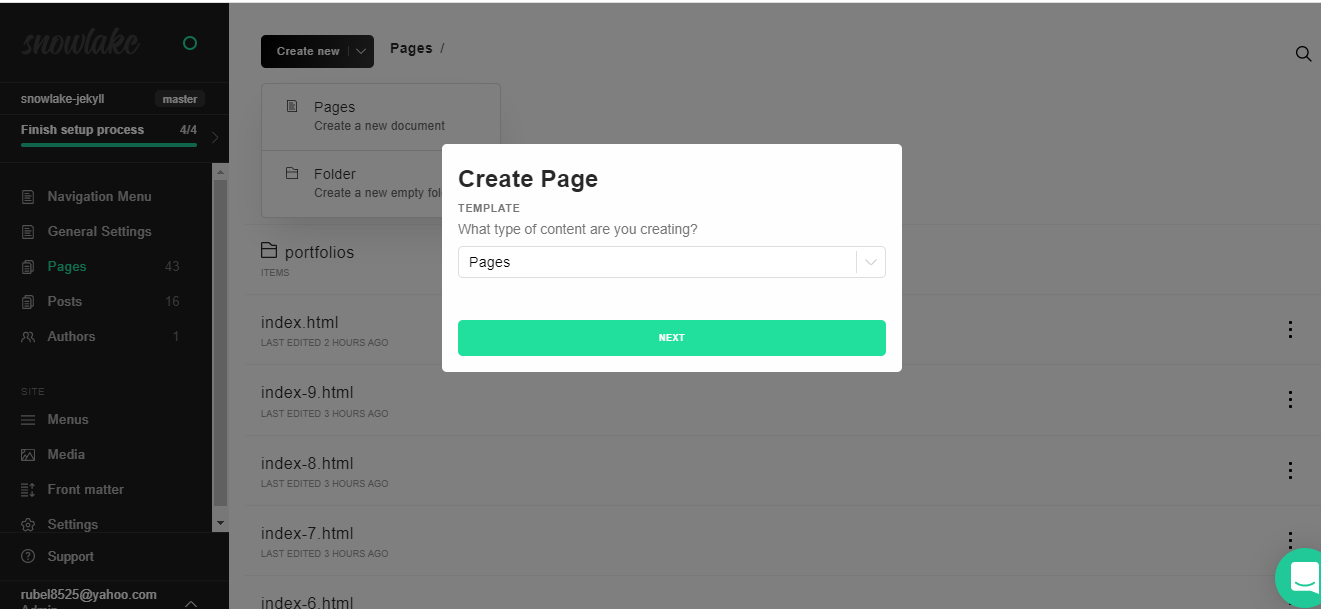 snowlake
snowlake-jekyll
master
Finish setup process
4/4
Navigation Menu
General Settings
Pages
43
Posts
16
Authors
1
SITE
Menus
Media
Front matter
Settings
Support
rubel8525@yahoo.com
Admin
Create new
Pages /
Pages
Create a new document
Folder
Create a new empty fol
Create Page
TEMPLATE
What type of content are you creating?
Pages
NEXT
portfolios
ITEMS
index.html
LAST EDITED 2 HOURS AGO
index-9.html
LAST EDITED 3 HOURS AGO
index-8.html
LAST EDITED 3 HOURS AGO
index-7.html
LAST EDITED 3 HOURS AGO
index-6.html